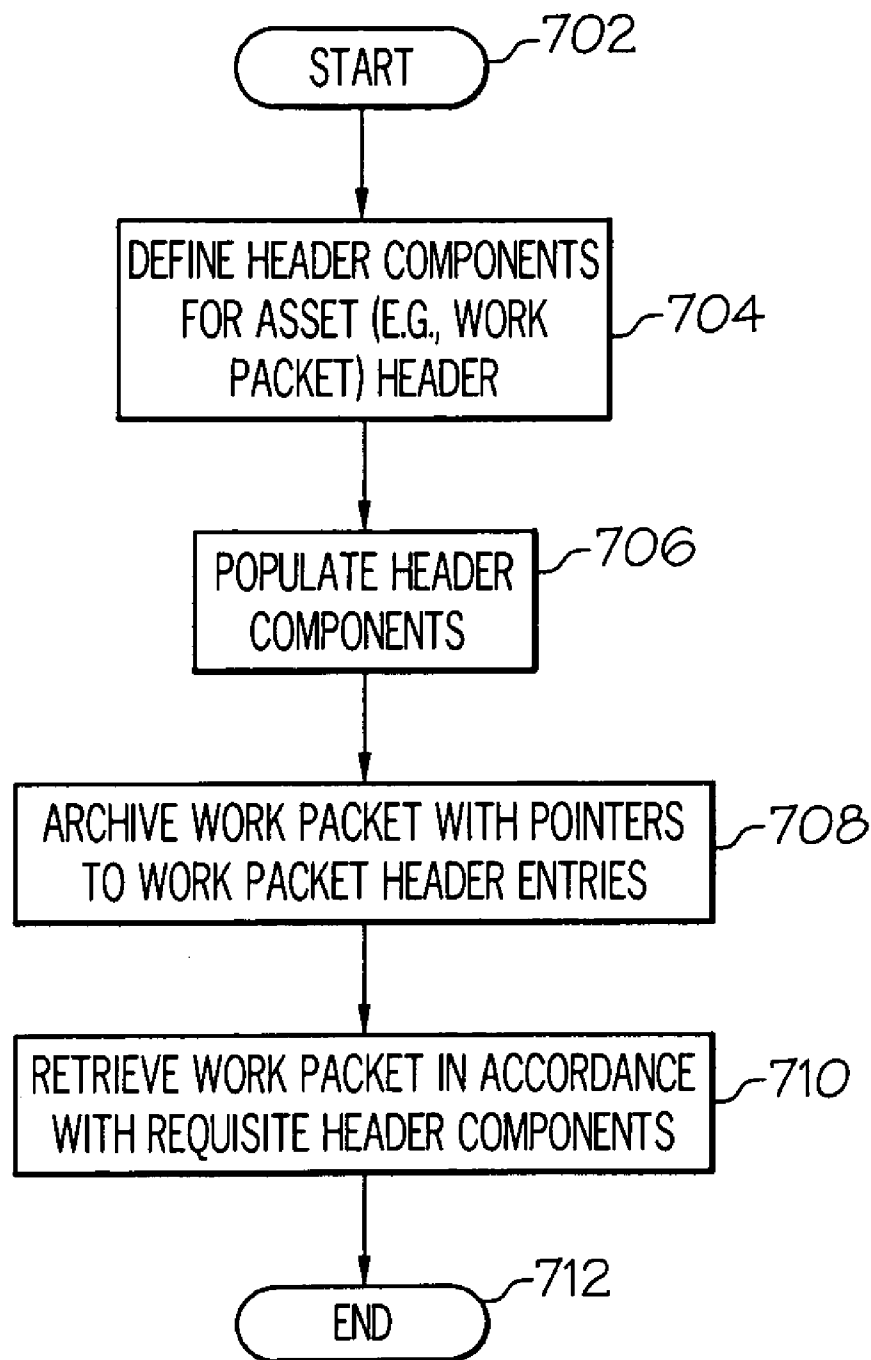 START
702
DEFINE HEADER COMPONENTS
FOR ASSET (E.G., WORK
PACKET) HEADER
704
POPULATE HEADER
COMPONENTS
706
ARCHIVE WORK PACKET WITH POINTERS
TO WORK PACKET HEADER ENTRIES
708
RETRIEVE WORK PACKET IN ACCORDANCE
WITH REQUISITE HEADER COMPONENTS
710
END
712